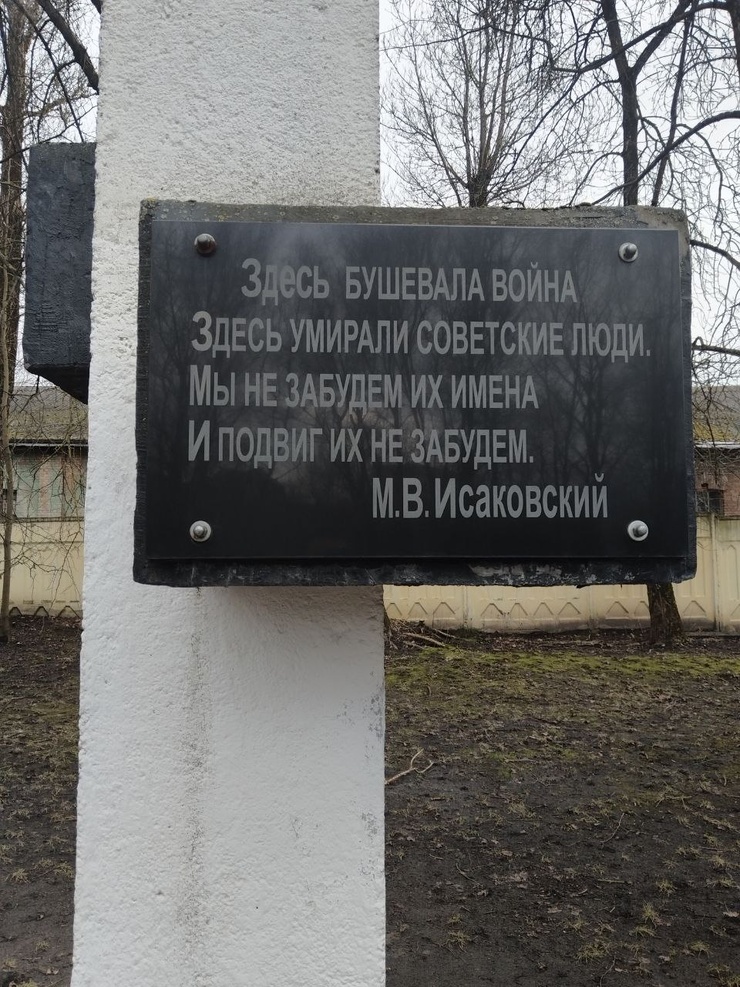 Здесь БУШЕВАЛА ВОЙНА
ЗДЕСЬ УМИРАЛИ СОВЕТСКИЕ ЛЮДИ.
МЫ НЕ ЗАБУДЕМ ИХ ИМЕНА
И ПОДВИГ ИХ НЕ ЗАБУДЕМ.
М.В.ИСАКОВСКИЙ